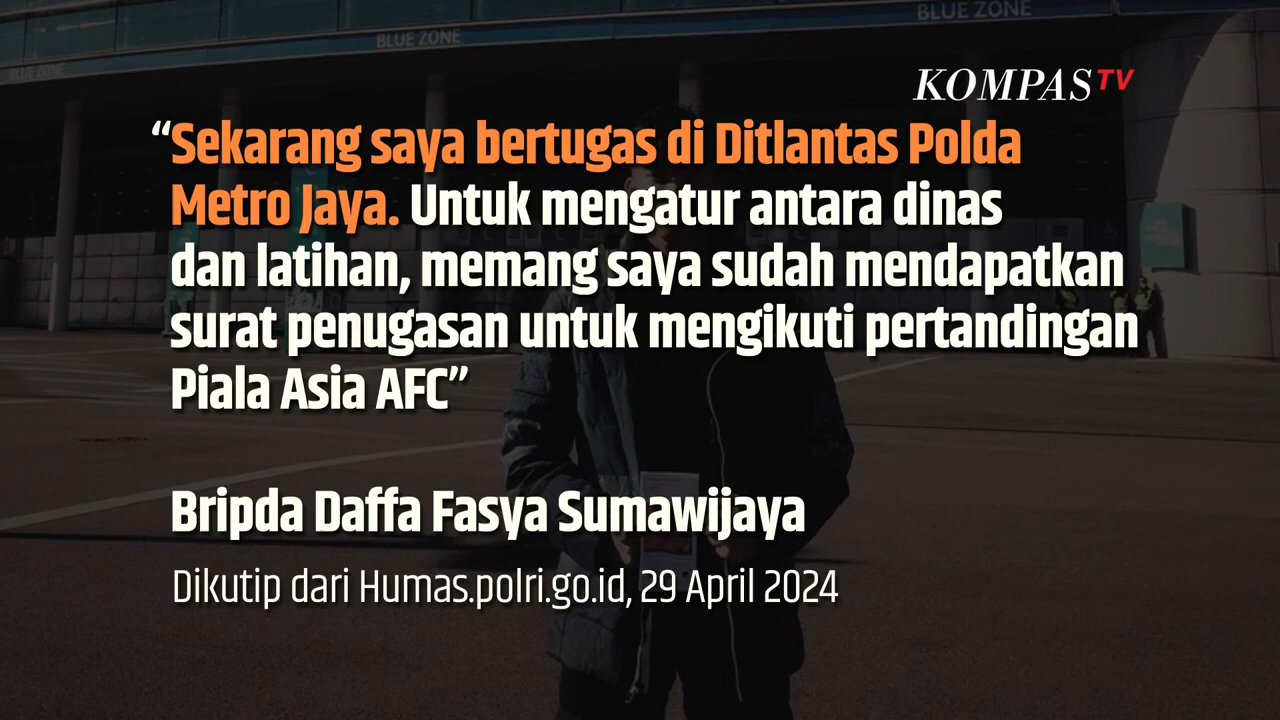 BLUE ZONE
BLUE ZONE
BLUE ZONE
KOMPAS TV
“Sekarang saya bertugas di Ditlantas Polda
Metro Jaya. Untuk mengatur antara dinas
dan latihan, memang saya sudah mendapatkan
surat penugasan untuk mengikuti pertandingan
Piala Asia AFC”
Bripda Daffa Fasya Sumawijaya
Dikutip dari Humas.polri.go.id, 29 April 2024